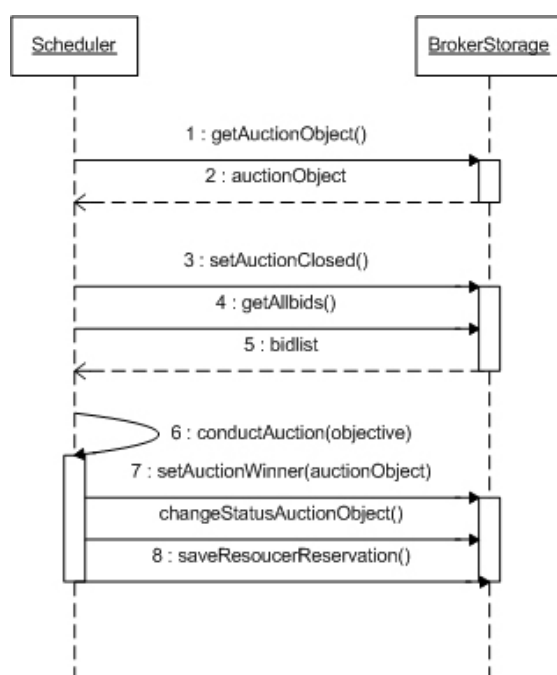 Scheduler
BrokerStorage
1 : getAuctionObject()
2 : auctionObject
3 : setAuctionClosed()
4 : getAllbids()
5 : bidlist
6 : conductAuction(objective)
7 : setAuctionWinner(auctionObject)
changeStatusAuctionObject()
8 : saveResoucerReservation()